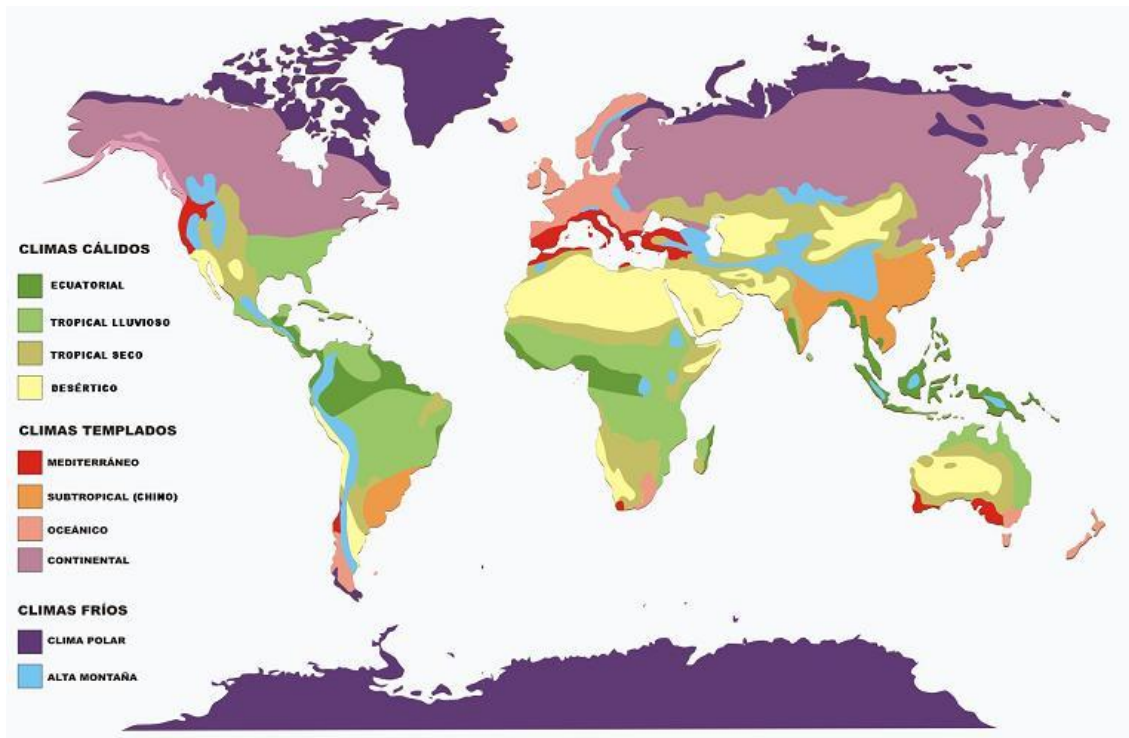 CLIMAS CÁLIDOS
ECUATORIAL
TROPICAL LLUVIOSO
TROPICAL SECO
DESÉRTICO
CLIMAS TEMPLADOS
MEDITERRÁNEO
SUBTROPICAL (CHINO)
OCEÁNICO
CONTINENTAL
CLIMAS FRÍOS
CLIMA POLAR
ALTA MONTAÑA